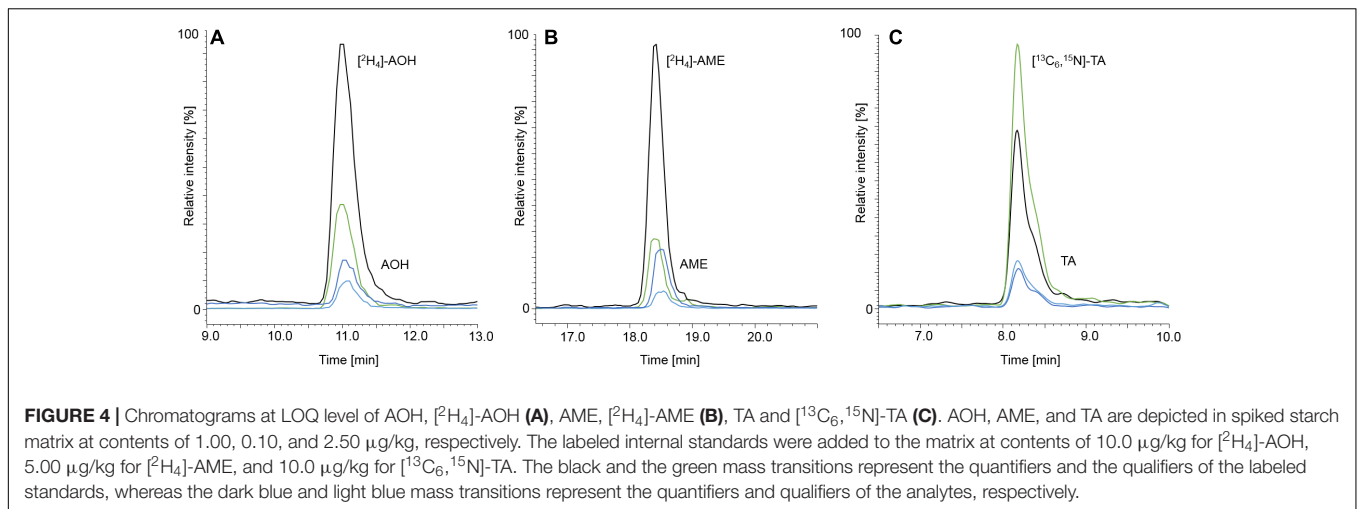 100 A
[²H₄]-AOH
AOH
Relative intensity [%]
0
9.0 10.0 11.0 12.0 13.0
Time [min]
100 B
[²H₄]-AME
AME
Relative intensity [%]
0
17.0 18.0 19.0 20.0
Time [min]
100 C
[¹³C₆,¹⁵N]-TA
TA
Relative intensity [%]
0
7.0 8.0 9.0 10.0
Time [min]
FIGURE 4 | Chromatograms at LOQ level of AOH, [²H₄]-AOH (A), AME, [²H₄]-AME (B), TA and [¹³C₆,¹⁵N]-TA (C). AOH, AME, and TA are depicted in spiked starch
matrix at contents of 1.00, 0.10, and 2.50 μg/kg, respectively. The labeled internal standards were added to the matrix at contents of 10.0 μg/kg for [²H₄]-AOH,
5.00 μg/kg for [²H₄]-AME, and 10.0 μg/kg for [¹³C₆,¹⁵N]-TA. The black and the green mass transitions represent the quantifiers and the qualifiers of the labeled
standards, whereas the dark blue and light blue mass transitions represent the quantifiers and qualifiers of the analytes, respectively.